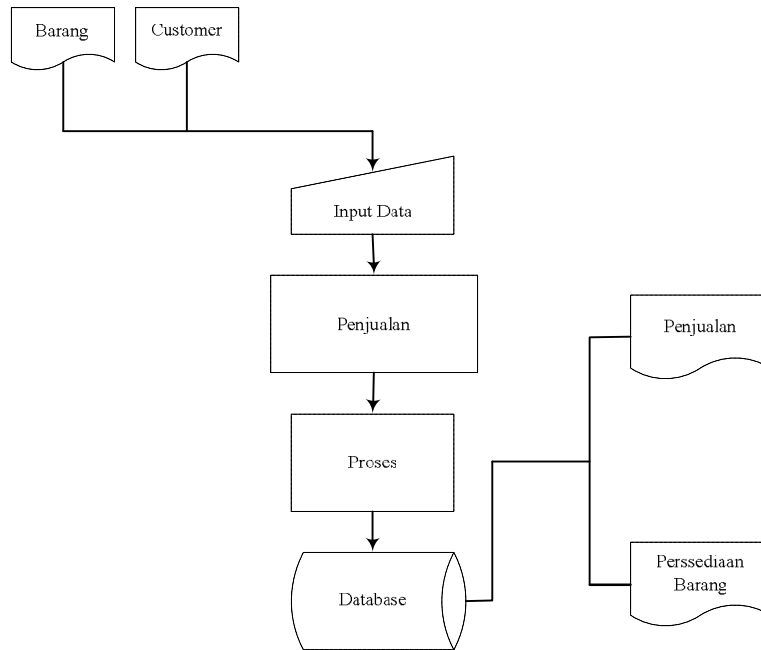 Barang
Customer
Input Data
Penjualan
Proses
Database
Penjualan
Perssediaan
Barang